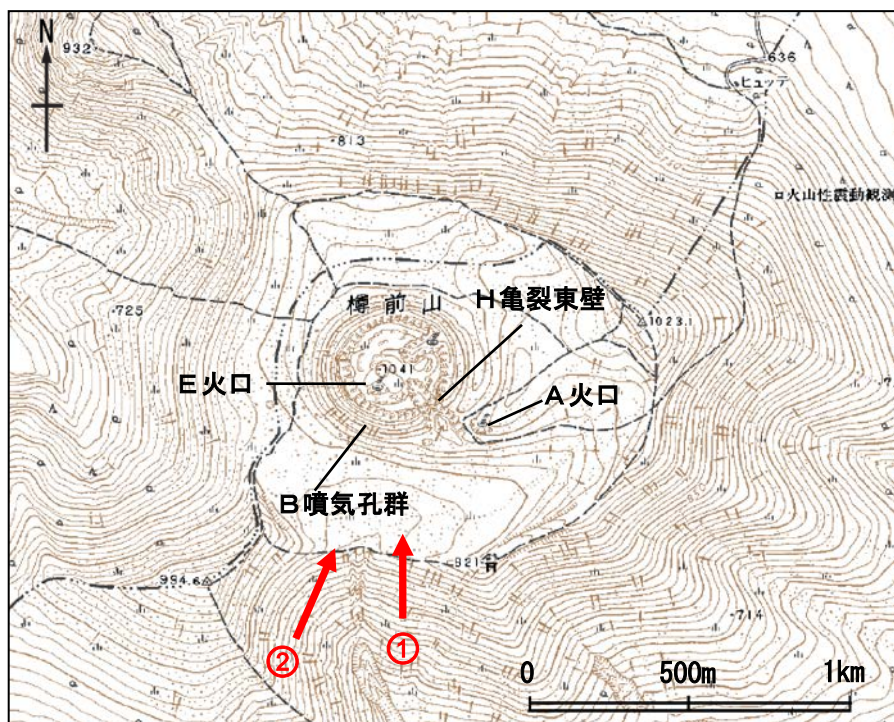 N
932
636
ヒュッテ
・813
火山性震動観測
・725
樽前山
H亀裂東壁
△1023.1
・1041
E火口
A火口
B噴気孔群
994.6△
921
・714
②
①
0 500m 1km